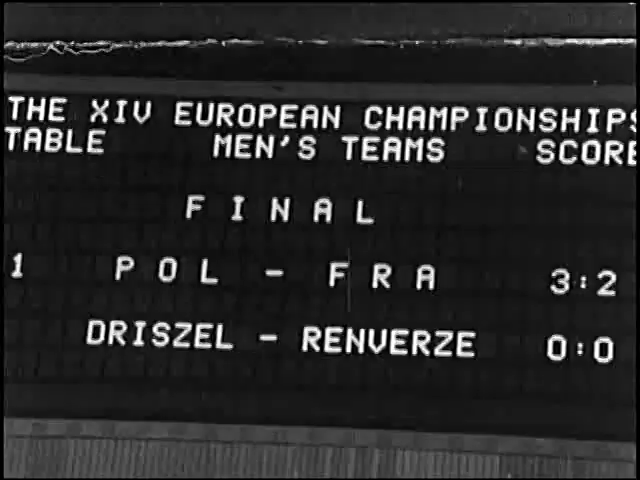 THE XIV EUROPEAN CHAMPIONSHIPS
TABLE MEN'S TEAMS SCORE
FINAL
1 POL - FRA 3:2
DRISZEL - RENVERZE 0:0